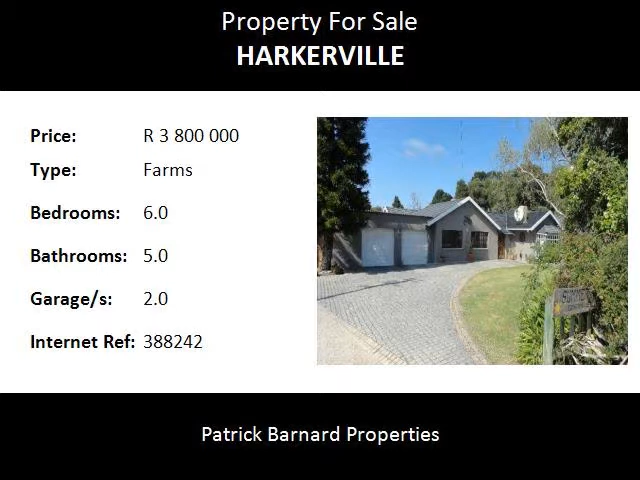 Property For Sale
HARKERVILLE
Price: R 3 800 000
Type: Farms
Bedrooms: 6.0
Bathrooms: 5.0
Garage/s: 2.0
Internet Ref: 388242
Patrick Barnard Properties